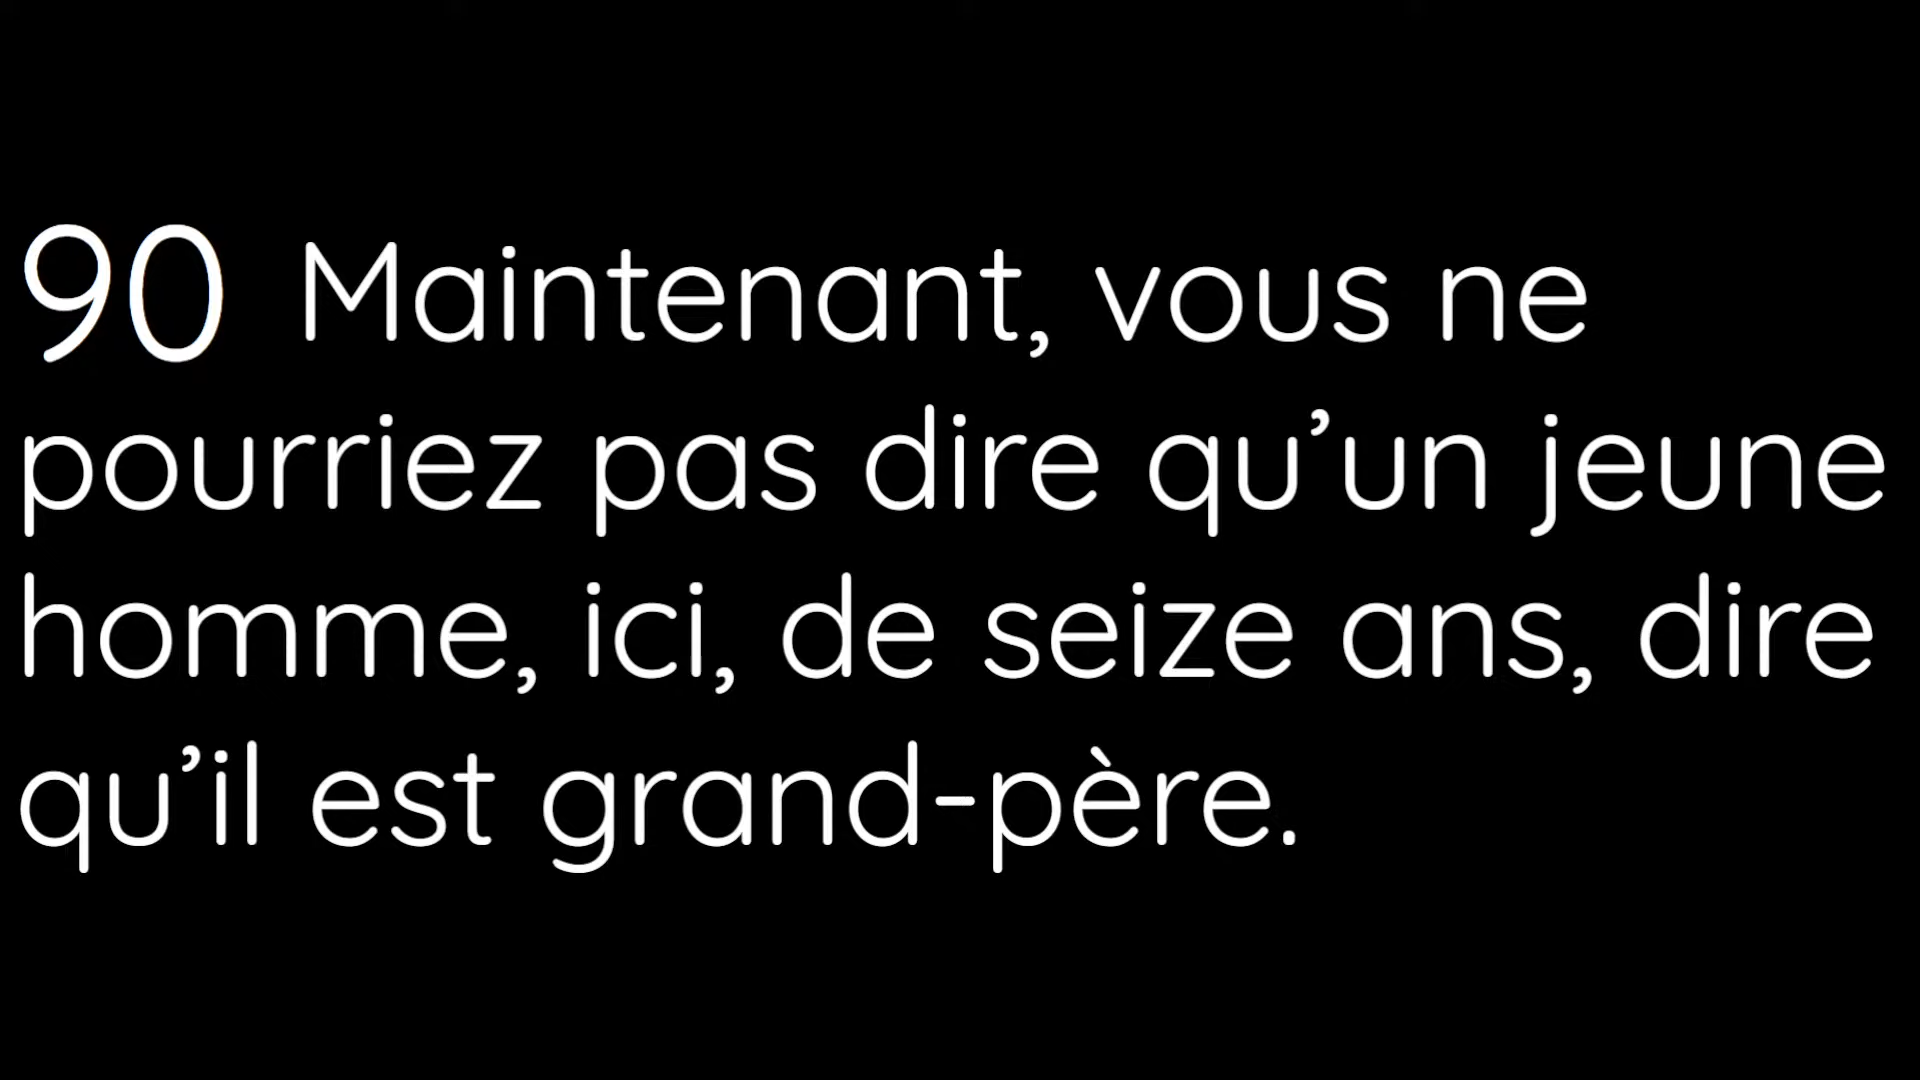 90 Maintenant, vous ne
pourriez pas dire qu’un jeune
homme, ici, de seize ans, dire
qu’il est grand-père.